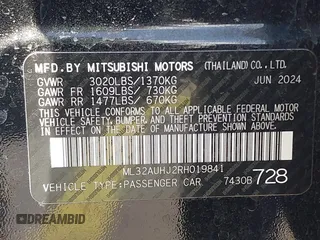 MFD.BY MITSUBISHI MOTORS (THAILAND) CO.,LTD.
GVWR 3020LBS/1370KG JUN 2024
GAWR FR 1609LBS/ 730KG
GAWR RR 1477LBS/ 670KG
THIS VEHICLE CONFORMS TO ALL APPLICABLE
FEDERAL MOTOR VEHICLE SAFETY,
BUMPER, AND THEFT PREVENTION
STANDARDS IN EFFECT ON THE DATE OF
MANUFACTURE SHOWN ABOVE.
ML32AUHJ2RH019841
VEHICLE TYPE:PASSENGER CAR 7430B728
DREAMBID